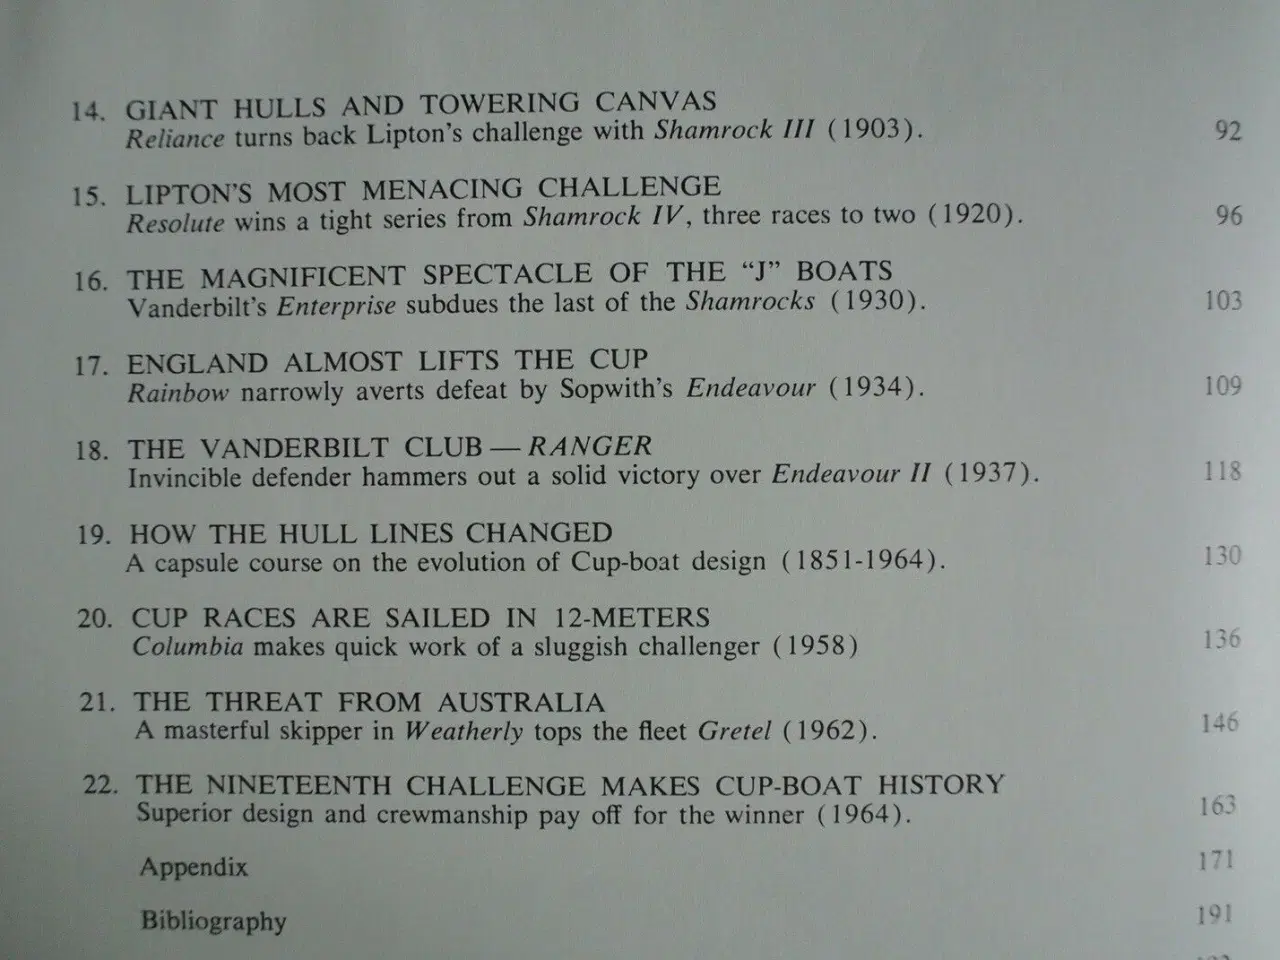 14. GIANT HULLS AND TOWERING CANVAS
Reliance turns back Lipton's challenge with Shamrock III (1903). 92
15. LIPTON'S MOST MENACING CHALLENGE
Resolute wins a tight series from Shamrock IV, three races to two (1920). 96
16. THE MAGNIFICENT SPECTACLE OF THE "J" BOATS
Vanderbilt's Enterprise subdues the last of the Shamrocks (1930). 103
17. ENGLAND ALMOST LIFTS THE CUP
Rainbow narrowly averts defeat by Sopwith's Endeavour (1934). 109
18. THE VANDERBILT CLUB — RANGER
Invincible defender hammers out a solid victory over Endeavour II (1937). 118
19. HOW THE HULL LINES CHANGED
A capsule course on the evolution of Cup-boat design (1851-1964). 130
20. CUP RACES ARE SAILED IN 12-METERS
Columbia makes quick work of a sluggish challenger (1958) 136
21. THE THREAT FROM AUSTRALIA
A masterful skipper in Weatherly tops the fleet Gretel (1962). 146
22. THE NINETEENTH CHALLENGE MAKES CUP-BOAT HISTORY
Superior design and crewmanship pay off for the winner (1964). 163
Appendix 171
Bibliography 191